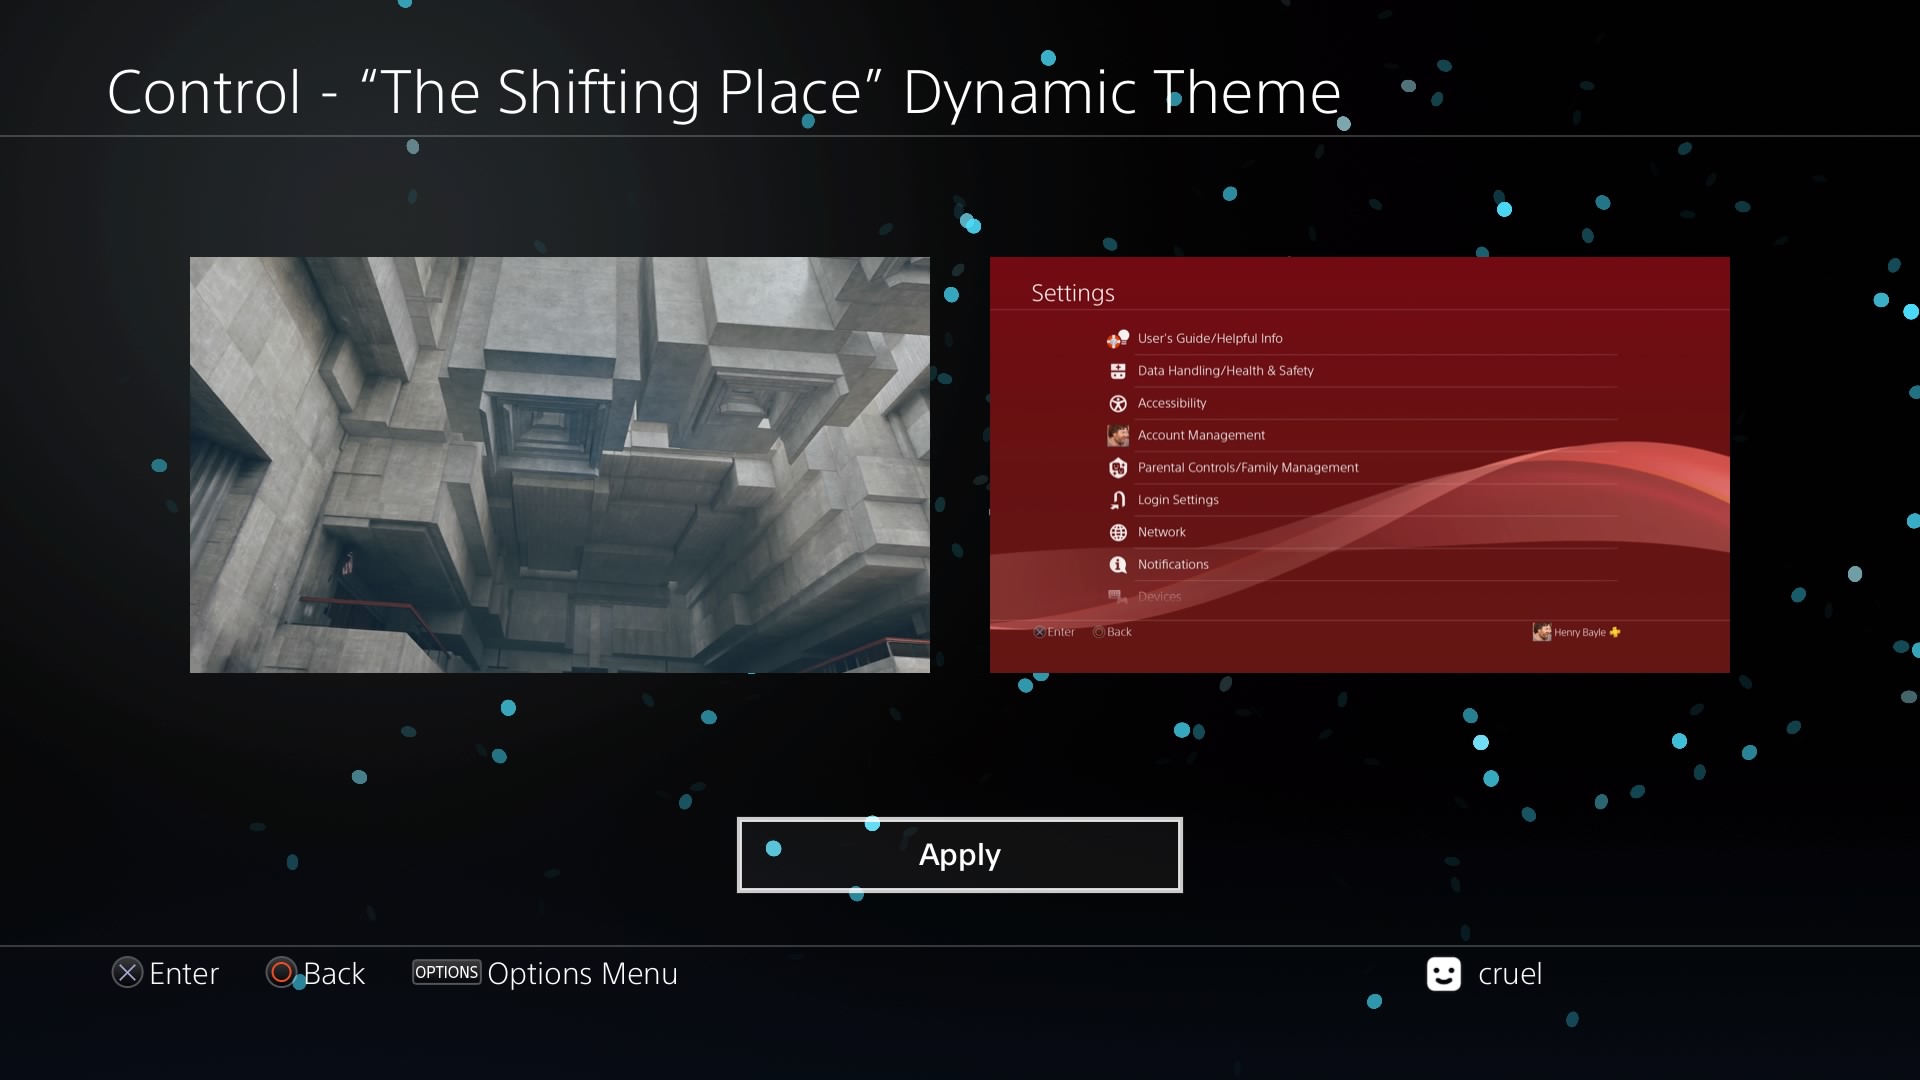 Control - “The Shifting Place” Dynamic Theme
Settings
User's Guide/Helpful Info
Data Handling/Health & Safety
Accessibility
Account Management
Parental Controls/Family Management
Login Settings
Network
Notifications
Devices
Enter Back Henry Bayle
Apply
Enter Back OPTIONS Options Menu cruel